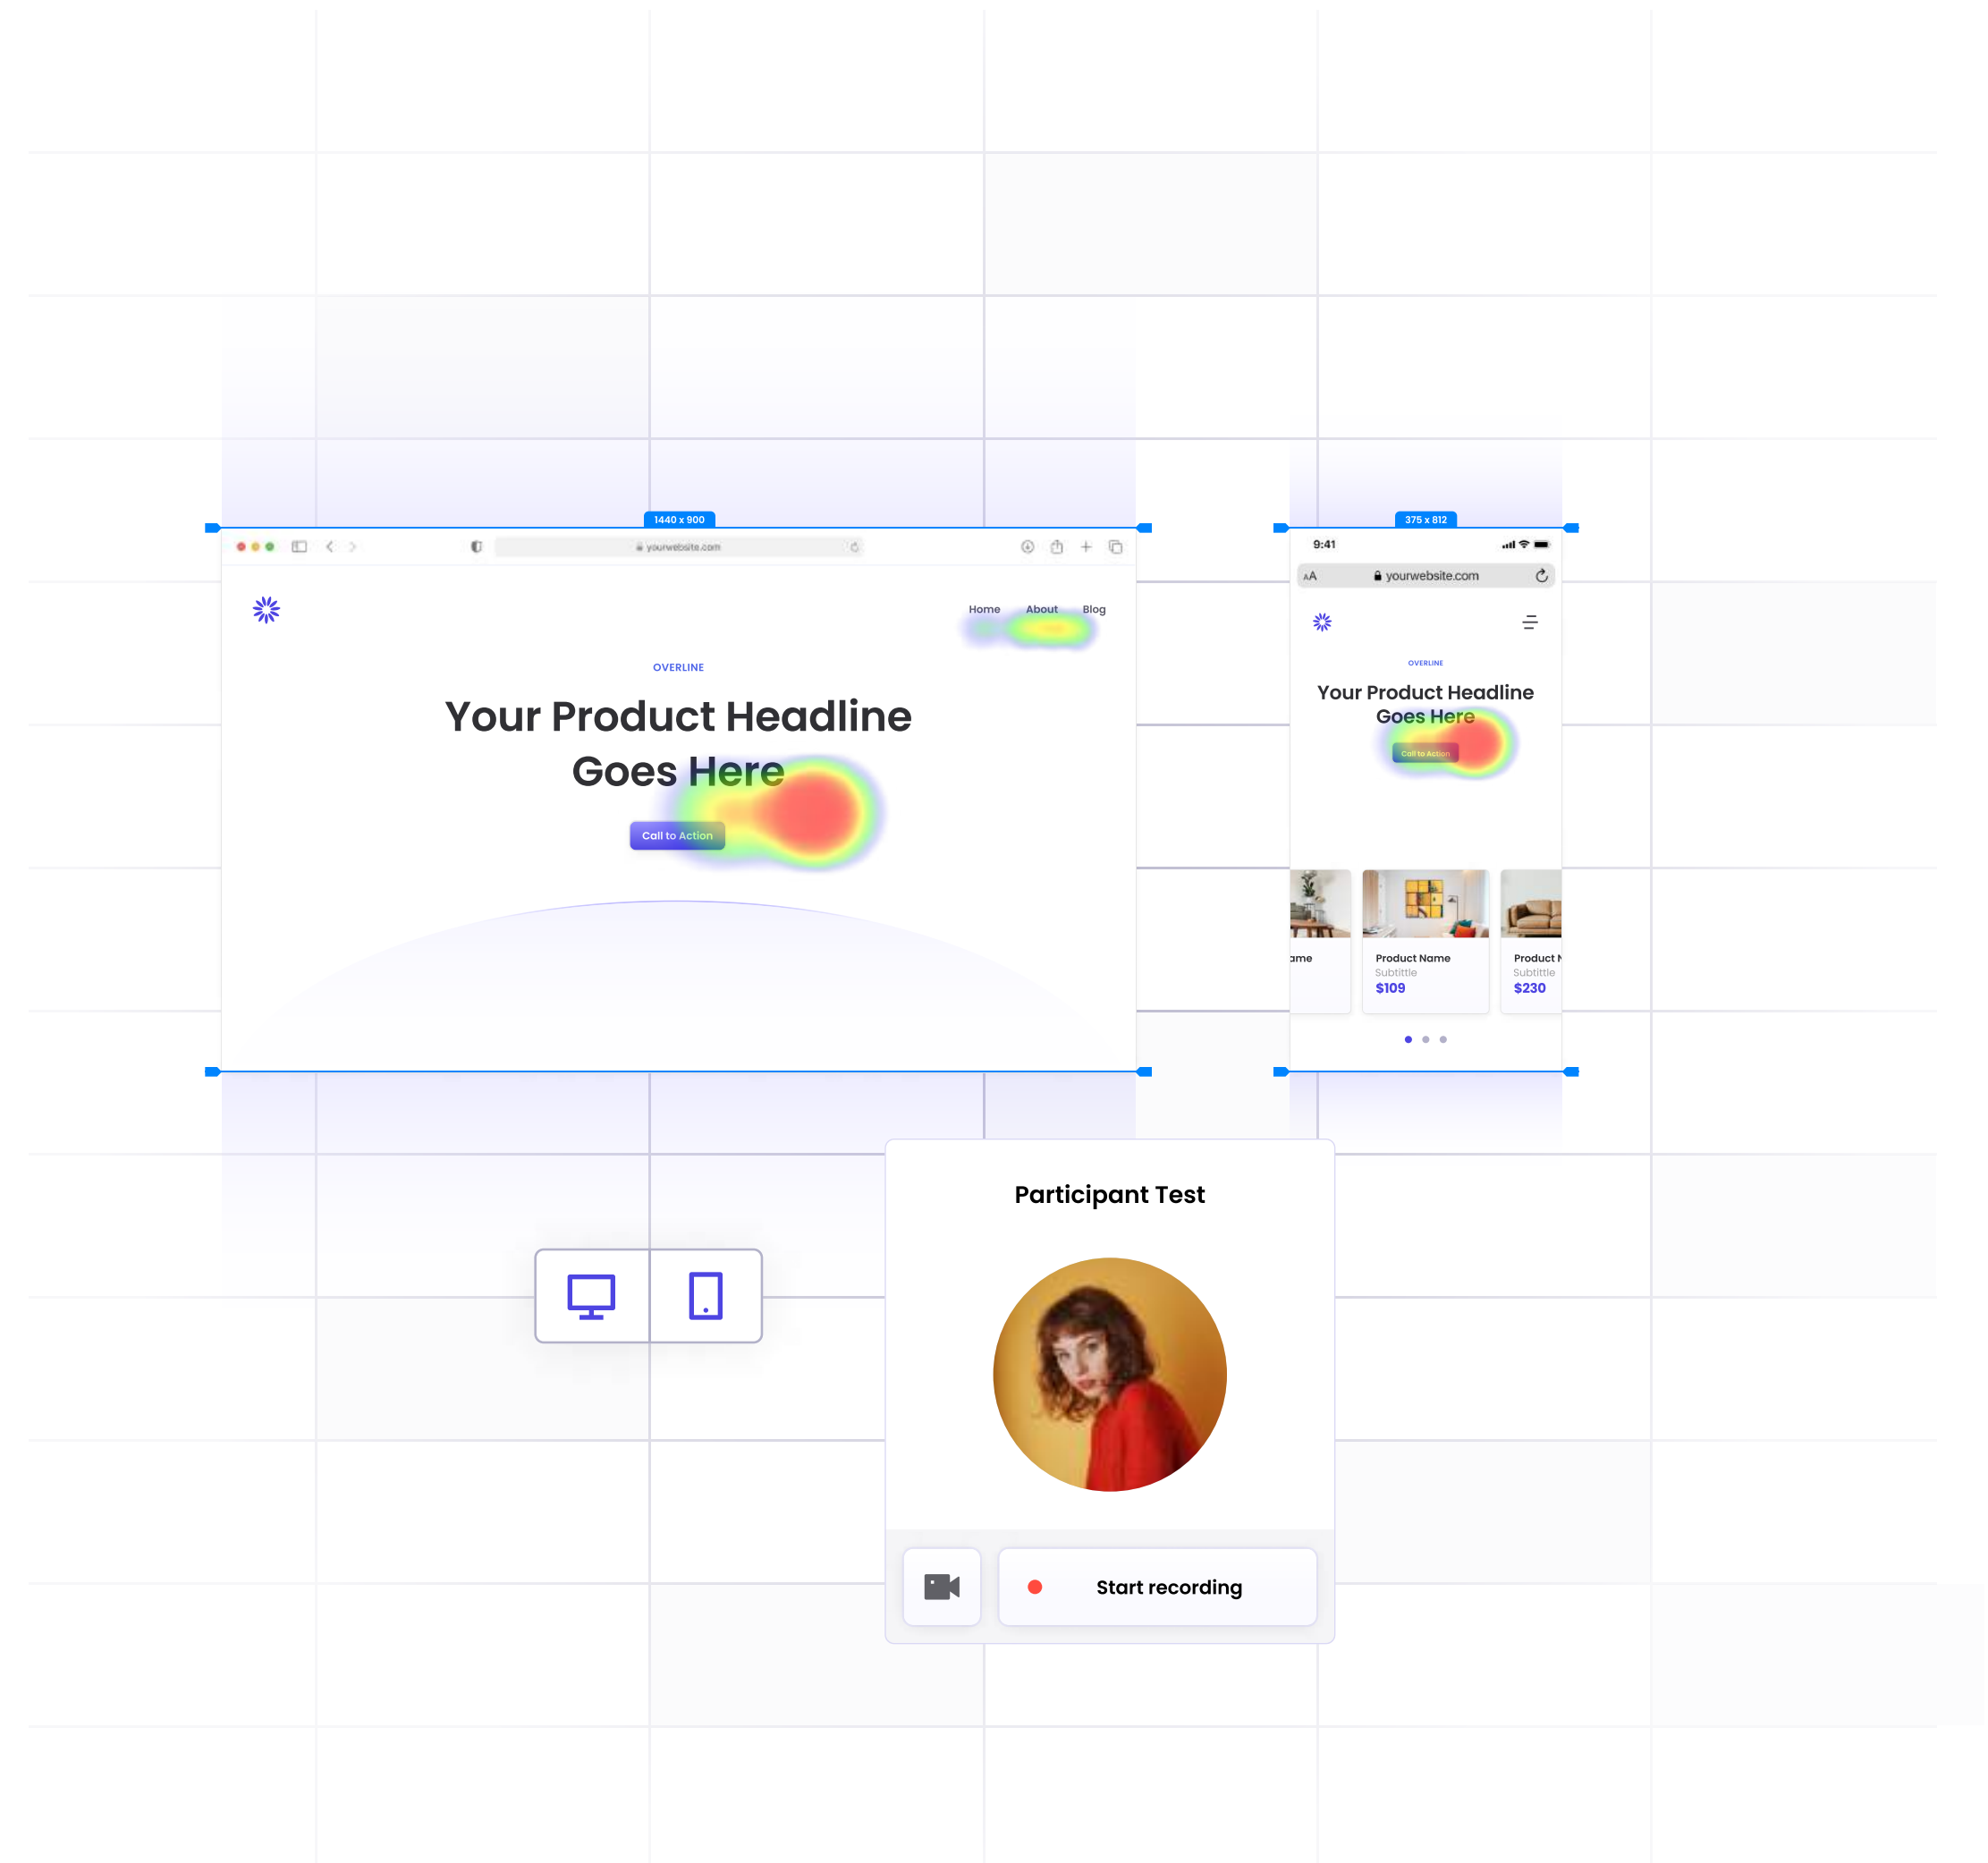 1440 x 900
yourwebsite.com
Home About Blog
OVERLINE
Your Product Headline
Goes Here
Call to Action
375 x 812
9:41
AA yourwebsite.com
OVERLINE
Your Product Headline
Goes Here
Call to Action
ame
Product Name
Subtittle
$109
Product N
Subtittle
$230
Participant Test
Start recording